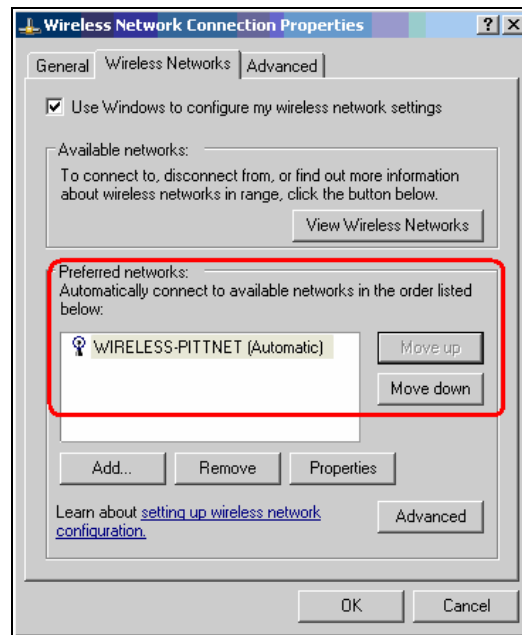 Wireless Network Connection Properties
General
Wireless Networks
Advanced
Use Windows to configure my wireless network settings
Available networks:
To connect to, disconnect from, or find out more information
about wireless networks in range, click the button below.
View Wireless Networks
Preferred networks:
Automatically connect to available networks in the order listed
below:
WIRELESS-PITTNET (Automatic)
Move up
Move down
Add...
Remove
Properties
Learn about setting up wireless network
configuration.
Advanced
OK
Cancel